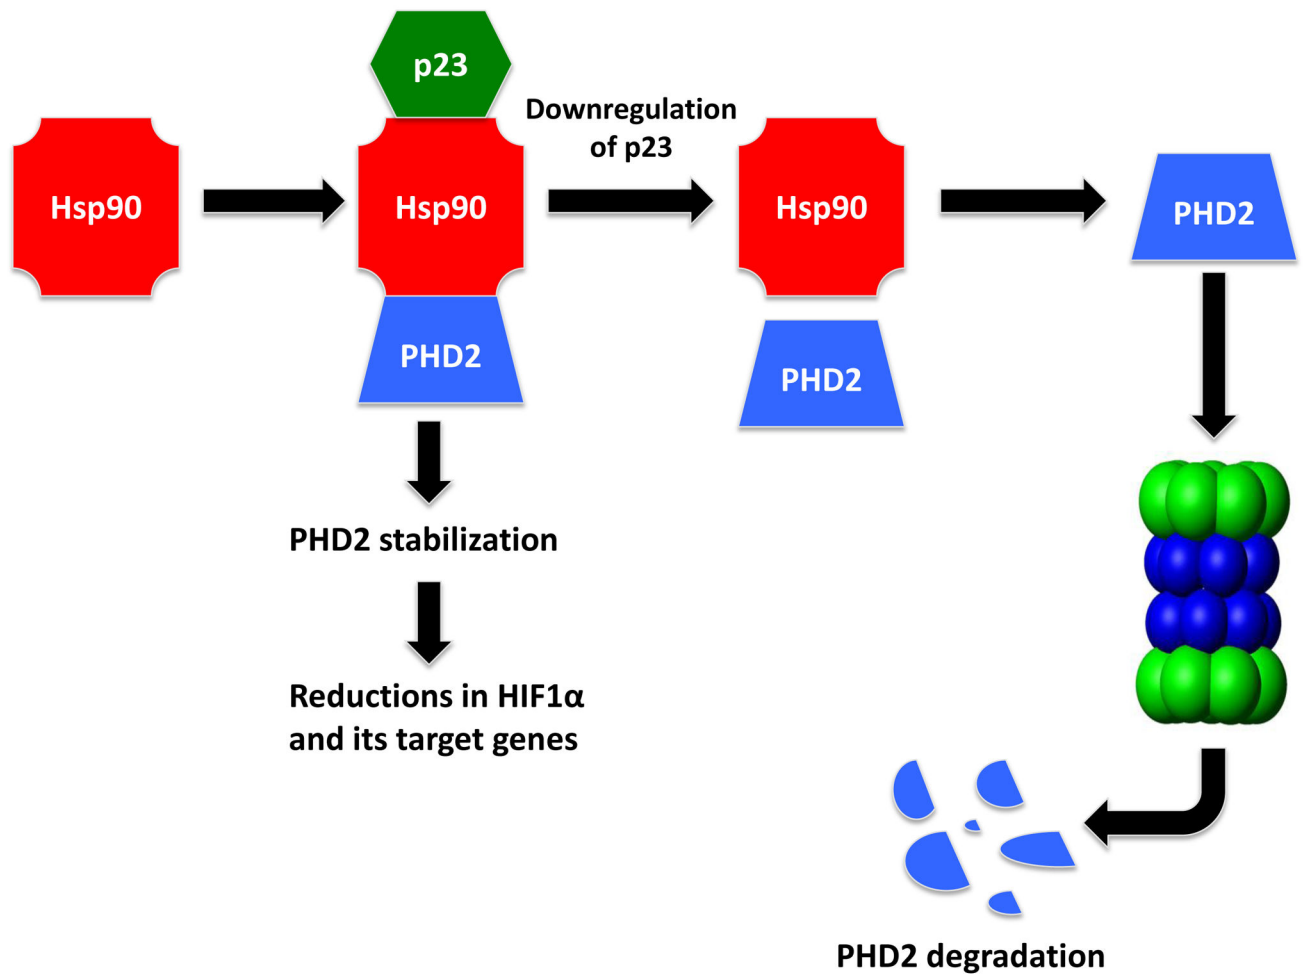 p23
Downregulation
of p23
Hsp90
Hsp90
Hsp90
PHD2
PHD2
PHD2
PHD2 stabilization
Reductions in HIF1α
and its target genes
PHD2 degradation